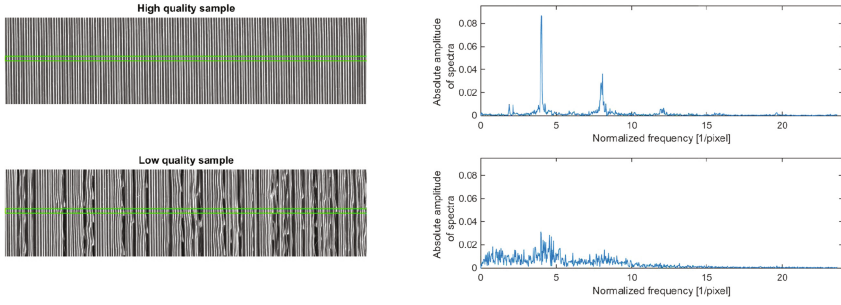 High quality sample
Absolute amplitude
of spectra
0.08
0.06
0.04
0.02
0
0 5 10 15 20
Normalized frequency [1/pixel]
Low quality sample
Absolute amplitude
of spectra
0.08
0.06
0.04
0.02
0
0 5 10 15 20
Normalized frequency [1/pixel]